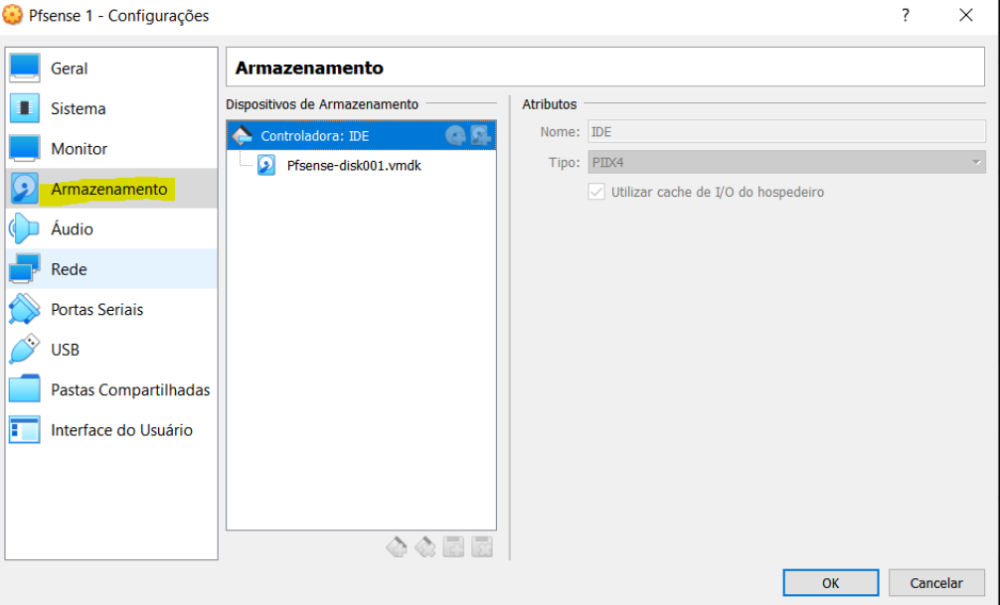 Pfsense 1 - Configurações
?
Geral
Sistema
Monitor
Armazenamento
Áudio
Rede
Portas Seriais
USB
Pastas Compartilhadas
Interface do Usuário
Armazenamento
Dispositivos de Armazenamento
Controladora: IDE
Pfsense-disk001.vmdk
Atributos
Nome: IDE
Tipo: PIIX4
Utilizar cache de I/O do hospedeiro
OK
Cancelar